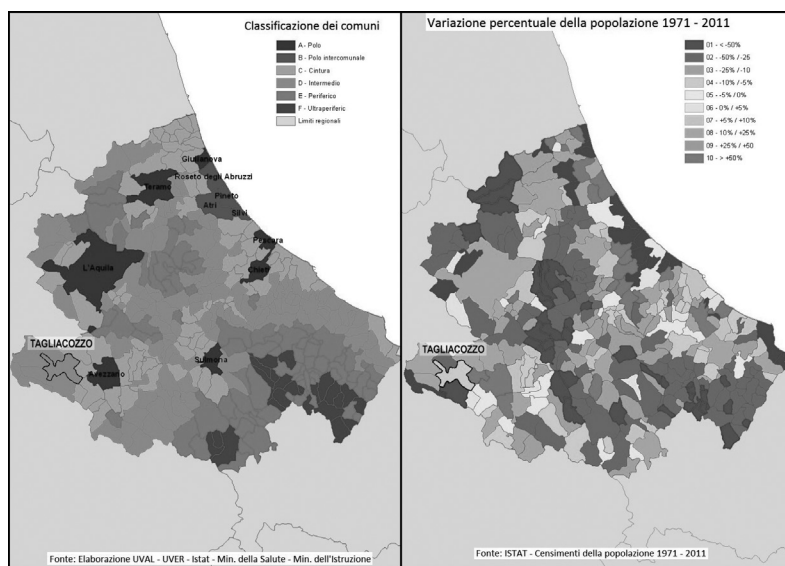 Classificazione dei comuni
A - Polo
B - Polo intercomunale
C - Cintura
D - Intermedio
E - Periferico
F - Ultraperiferic
Limiti regionali
Giulianova
Roseto degli Abruzzi
Teramo
Pineto
Atri
Silvi
Pescara
Chieti
L'Aquila
TAGLIACOZZO
Avezzano
Sulmona
Fonte: Elaborazione UVAL - UVER - Istat - Min. della Salute - Min. dell'Istruzione
Variazione percentuale della popolazione 1971 - 2011
01 - < -50%
02 - -50% / -25
03 - -25% / -10
04 - -10% / -5%
05 - -5% / 0%
06 - 0% / +5%
07 - +5% / +10%
08 - 10% / +25%
09 - +25% / +50
10 - > +50%
TAGLIACOZZO
Fonte: ISTAT - Censimenti della popolazione 1971 - 2011